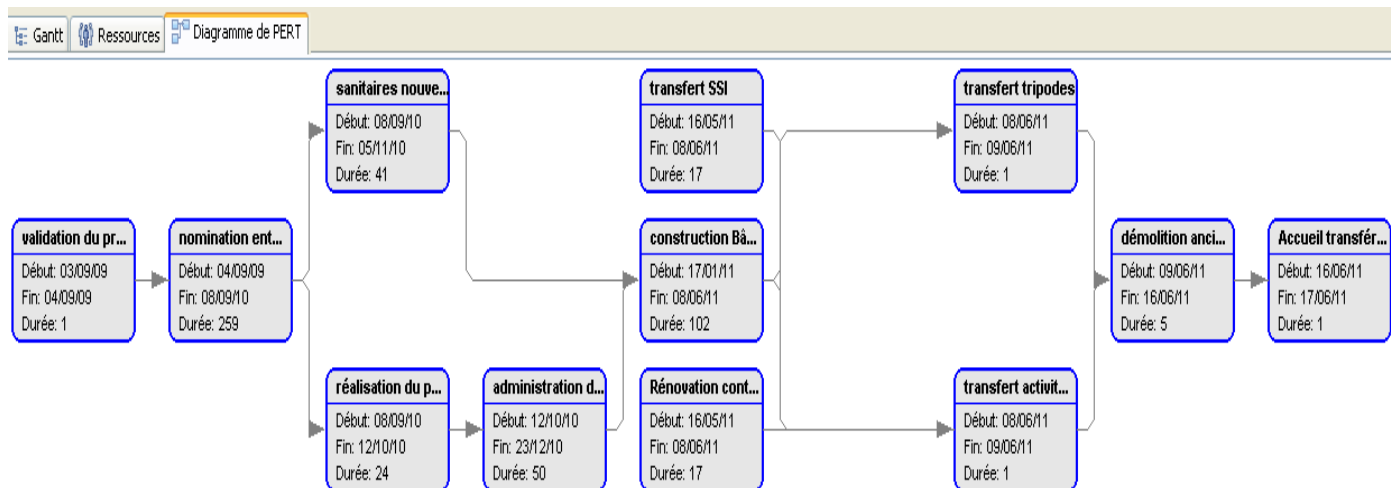 Gantt
Ressources
Diagramme de PERT
validation du pr...
Début: 03/09/09
Fin: 04/09/09
Durée: 1
nomination ent...
Début: 04/09/09
Fin: 08/09/10
Durée: 259
sanitaires nouve...
Début: 08/09/10
Fin: 05/11/10
Durée: 41
réalisation du p...
Début: 08/09/10
Fin: 12/10/10
Durée: 24
administration d...
Début: 12/10/10
Fin: 23/12/10
Durée: 50
transfert SSI
Début: 16/05/11
Fin: 08/06/11
Durée: 17
construction Bâ...
Début: 17/01/11
Fin: 08/06/11
Durée: 102
Rénovation cont...
Début: 16/05/11
Fin: 08/06/11
Durée: 17
transfert tripodes
Début: 08/06/11
Fin: 09/06/11
Durée: 1
transfert activit...
Début: 08/06/11
Fin: 09/06/11
Durée: 1
démolition anci...
Début: 09/06/11
Fin: 16/06/11
Durée: 5
Accueil transfér...
Début: 16/06/11
Fin: 17/06/11
Durée: 1